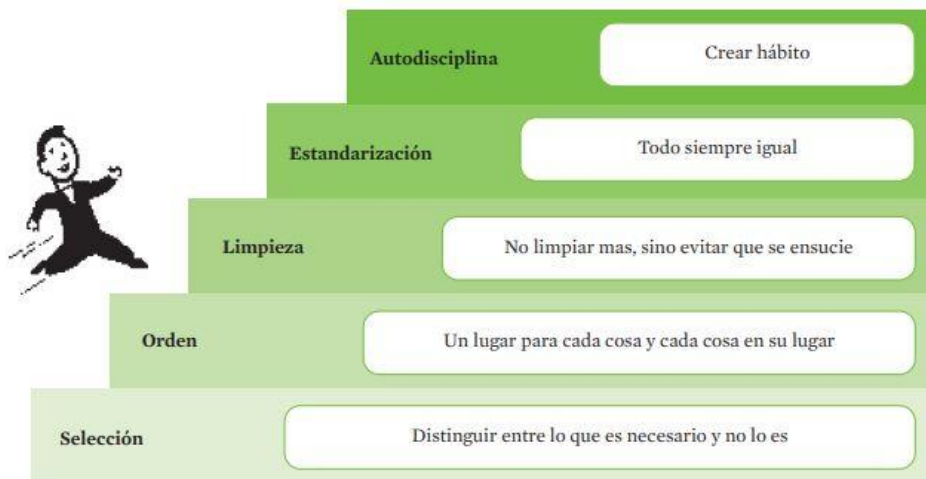 Autodisciplina
Crear hábito
Estandarización
Todo siempre igual
Limpieza
No limpiar mas, sino evitar que se ensucie
Orden
Un lugar para cada cosa y cada cosa en su lugar
Selección
Distinguir entre lo que es necesario y no lo es